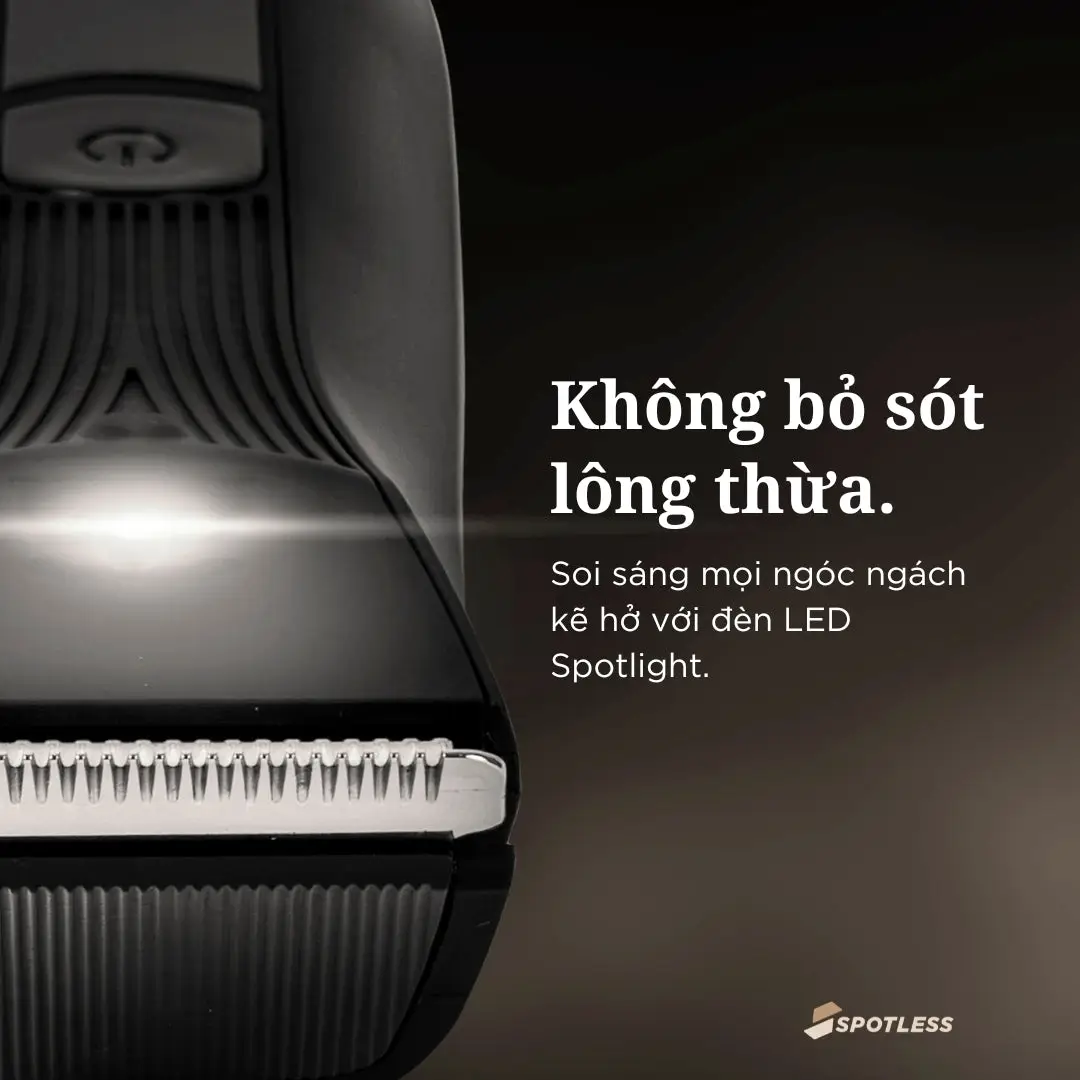 Không bỏ sót
lông thừa.
Soi sáng mọi ngóc ngách
kẽ hở với đèn LED
Spotlight.
SPOTLESS